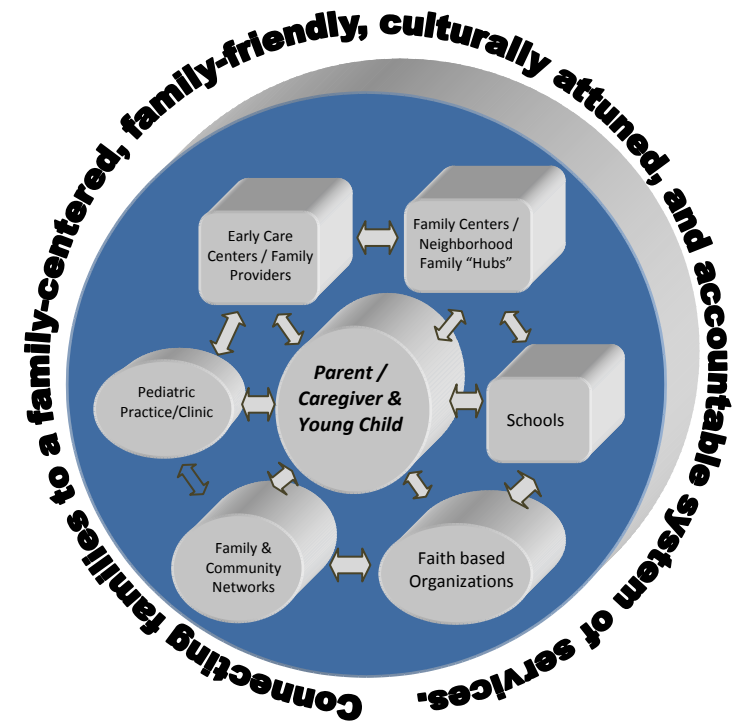 Connecting families to a family-centered, family-friendly, culturally attuned, and accountable system of services.
Early Care
Centers / Family
Providers
Family Centers /
Neighborhood
Family “Hubs”
Parent /
Caregiver &
Young Child
Pediatric
Practice/Clinic
Schools
Family &
Community
Networks
Faith based
Organizations